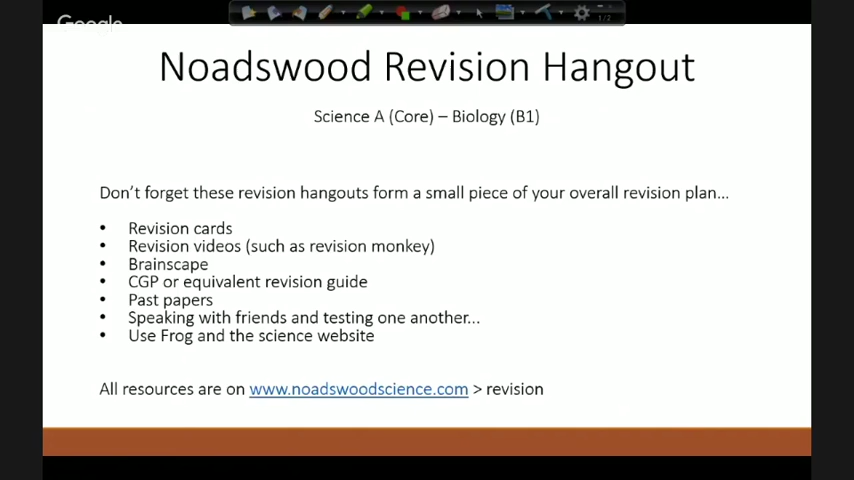 Google
1/2
Noadswood Revision Hangout
Science A (Core) – Biology (B1)
Don't forget these revision hangouts form a small piece of your overall revision plan...
• Revision cards
• Revision videos (such as revision monkey)
• Brainscape
• CGP or equivalent revision guide
• Past papers
• Speaking with friends and testing one another...
• Use Frog and the science website
All resources are on www.noadswoodscience.com > revision